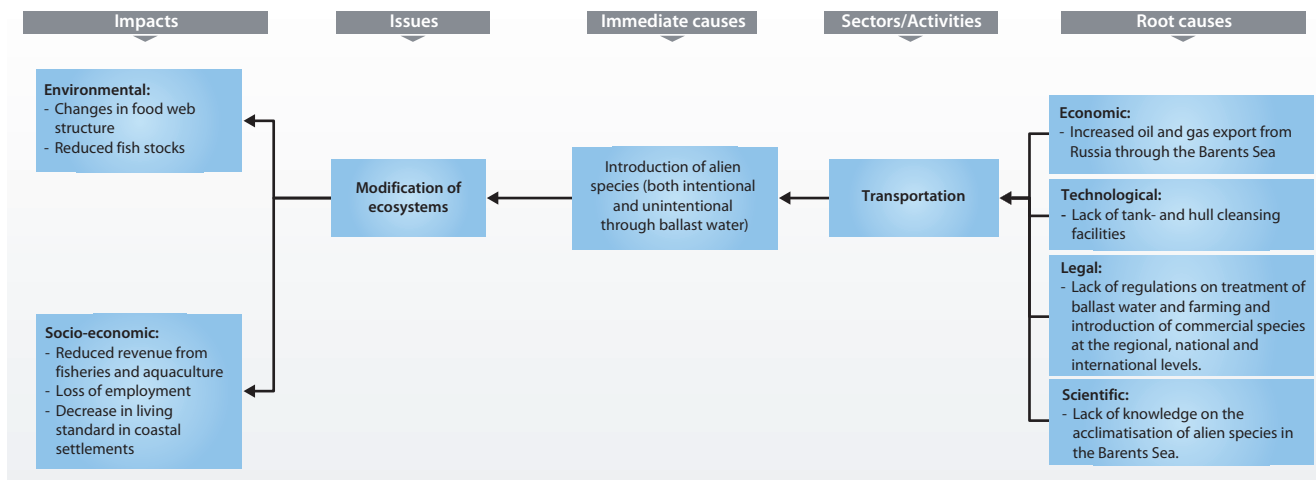 Impacts
Issues
Immediate causes
Sectors/Activities
Root causes
Environmental:
- Changes in food web
structure
- Reduced fish stocks
Socio-economic:
- Reduced revenue from
fisheries and aquaculture
- Loss of employment
- Decrease in living
standard in coastal
settlements
Modification of
ecosystems
Introduction of alien
species (both intentional
and unintentional
through ballast water)
Transportation
Economic:
- Increased oil and gas export from
Russia through the Barents Sea
Technological:
- Lack of tank- and hull cleansing
facilities
Legal:
- Lack of regulations on treatment of
ballast water and farming and
introduction of commercial species
at the regional, national and
international levels.
Scientific:
- Lack of knowledge on the
acclimatisation of alien species in
the Barents Sea.